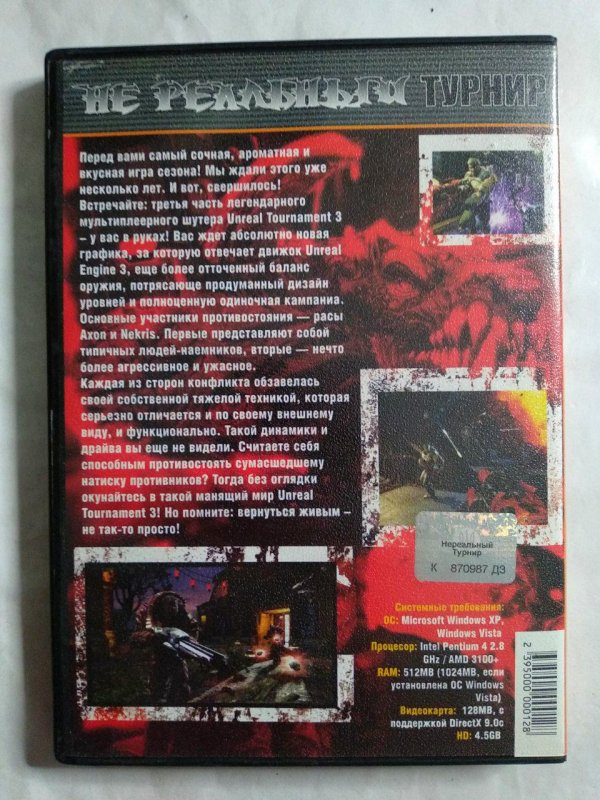 НЕ РЕАЛЬНЫЙ ТУРНИР
Перед вами самый сочная, ароматная и
вкусная игра сезона! Мы ждали этого уже
несколько лет. И вот, свершилось!
Встречайте: третья часть легендарного
мультиплеерного шутера Unreal Tournament 3
– у вас в руках! Вас ждет абсолютно новая
графика, за которую отвечает движок Unreal
Engine 3, еще более отточенный баланс
оружия, потрясающе продуманный дизайн
уровней и полноценную одиночная кампания.
Основные участники противостояния — расы
Axon и Nekris. Первые представляют собой
типичных людей-наемников, вторые — нечто
более агрессивное и ужасное.
Каждая из сторон конфликта обзавелась
своей собственной тяжелой техникой, которая
серьезно отличается и по своему внешнему
виду, и функционально. Такой динамики и
драйва вы еще не видели. Считаете себя
способным противостоять сумасшедшему
натиску противников? Тогда без оглядки
окунайтесь в такой манящий мир Unreal
Tournament 3! Но помните: вернуться живым –
не так-то просто!
Нереальный
Турнир
К 870987 ДЭ
Системные требования:
ОС: Microsoft Windows XP,
Windows Vista
Процесор: Intel Pentium 4 2.8
GHz / AMD 3100+
RAM: 512MB (1024MB, если
установлена ОС Windows
Vista)
Видеокарта: 128MB, с
поддержкой DirectX 9.0c
HD: 4.5GB
2 395000 000128